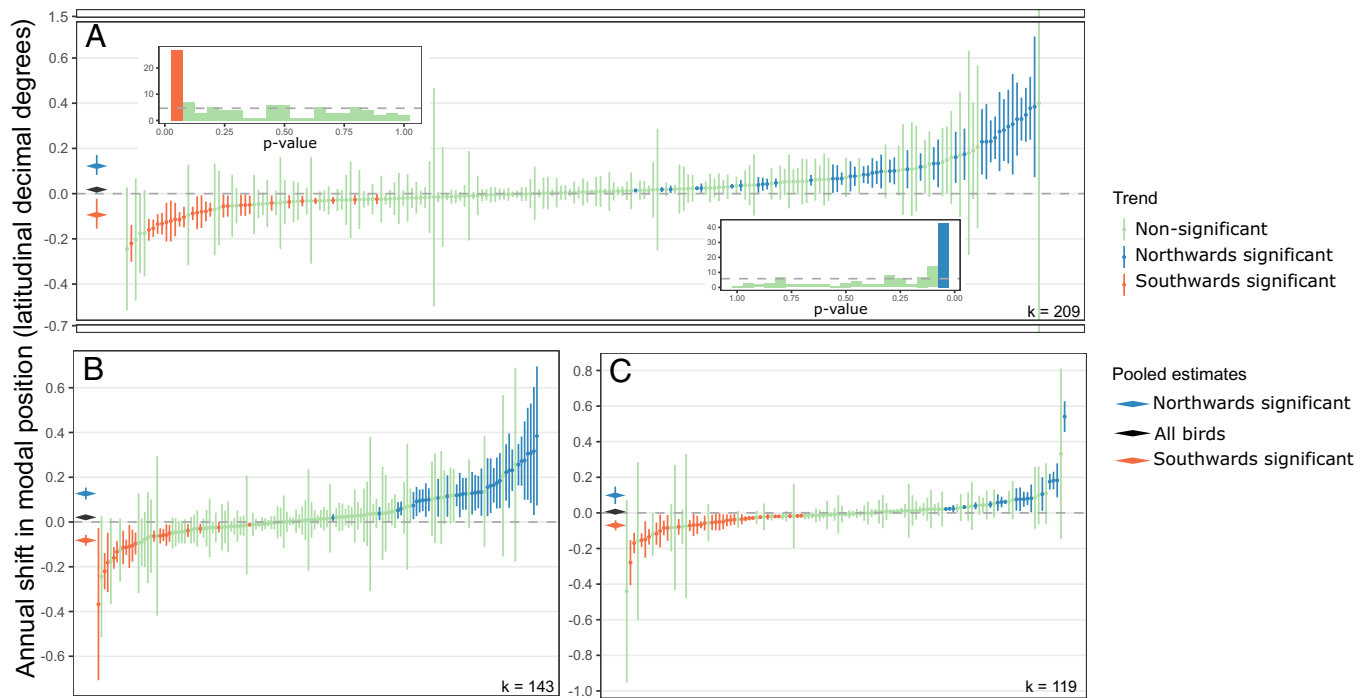 Annual shift in modal position (latitudinal decimal degrees)
A
1.5
0.6
0.4
0.2
0.0
-0.2
-0.4
-0.7
20
10
0
0.00 0.25 0.50 0.75 1.00
p-value
40
30
20
10
0
1.00 0.75 0.50 0.25 0.00
p-value
k = 209
Trend
Non-significant
Northwards significant
Southwards significant
B
0.6
0.4
0.2
0.0
-0.2
-0.4
-0.6
k = 143
C
0.8
0.6
0.4
0.2
0.0
-0.2
-0.4
-0.6
-0.8
-1.0
k = 119
Pooled estimates
Northwards significant
All birds
Southwards significant